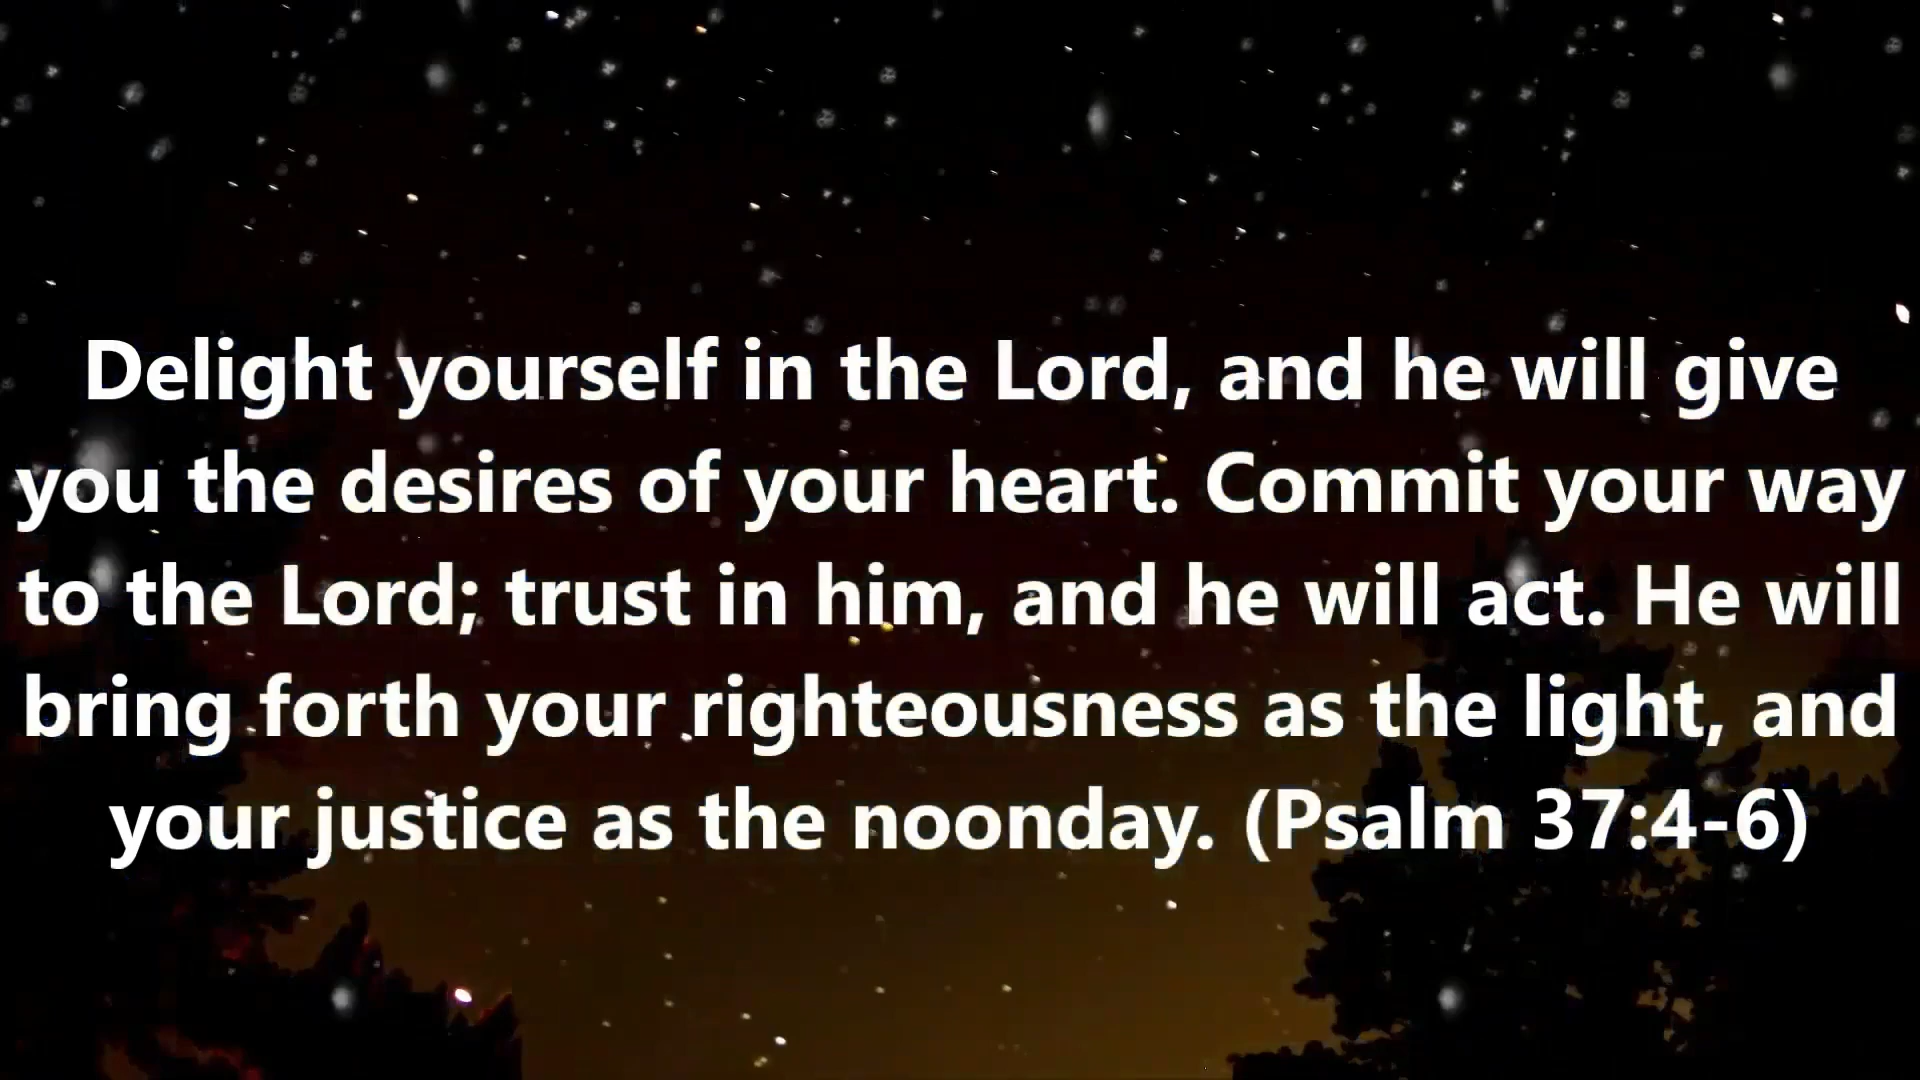 Delight yourself in the Lord, and he will give
you the desires of your heart. Commit your way
to the Lord; trust in him, and he will act. He will
bring forth your righteousness as the light, and
your justice as the noonday. (Psalm 37:4-6)